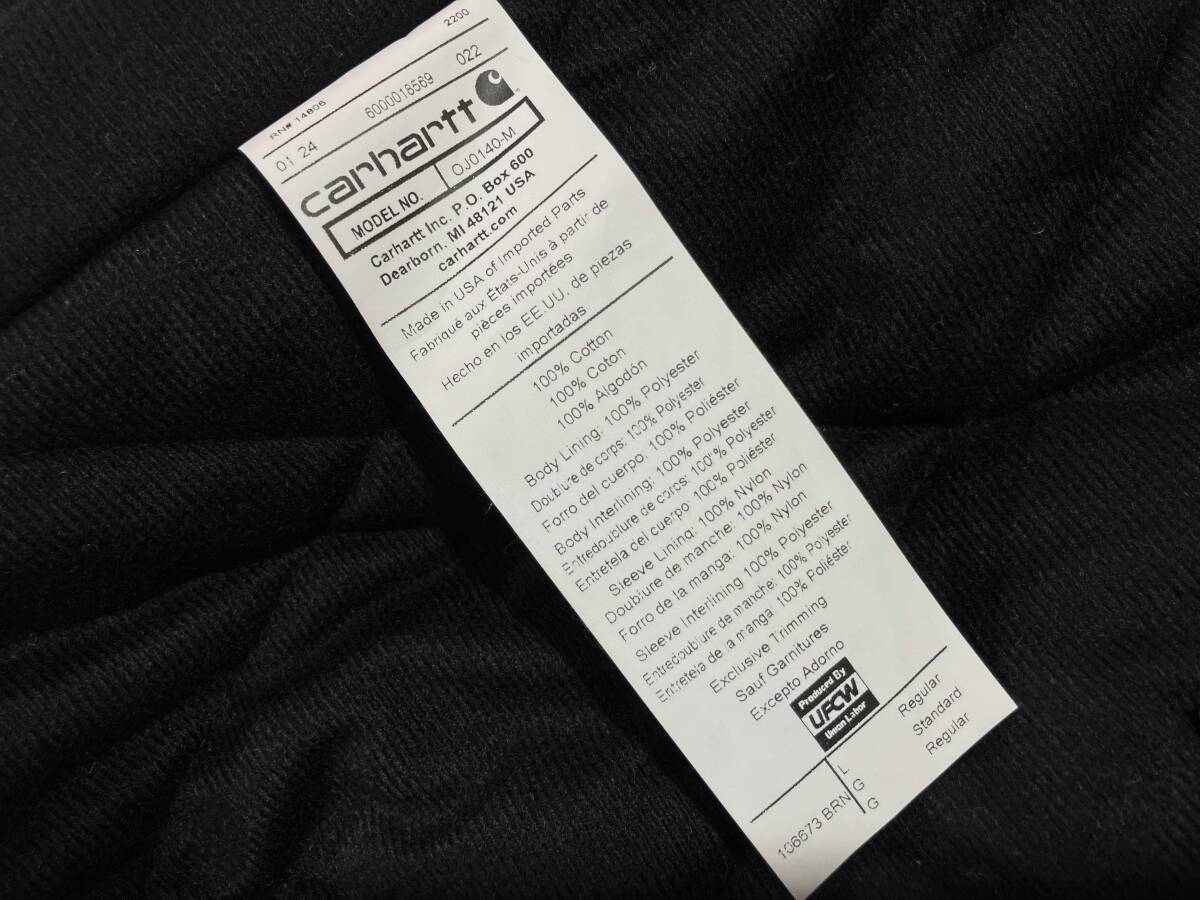 2200
RN# 14806
01 24 6000018569 022
carhartt
MODEL NO. OJ0140-M
Carhartt Inc. P.O. Box 600
Dearborn. MI 48121 USA
carhartt.com
Made in USA of Imported Parts
Fabriqué aux États-Unis à partir de
pièces importées
Hecho en los EE.UU. de piezas
importadas
100% Cotton
100% Coton
100% Algodón
Body Lining: 100% Polyester
Doublure de corps: 100% Polyester
Forro del cuerpo: 100% Poliéster
Body Interlining: 100% Polyester
Entredoublure de corps: 100% Polyester
Entretela del cuerpo: 100% Poliéster
Sleeve Lining: 100% Nylon
Doublure de manche: 100% Nylon
Forro de la manga: 100% Nylon
Sleeve Interlining 100% Polyester
Entredoublure de manche: 100% Polyester
Entretela de la manga: 100% Poliéster
Exclusive Trimming
Sauf Garnitures
Excepto Adorno
Produced By
UFCW
Union Labor
106673 BRN
L Regular
G Standard
G Regular